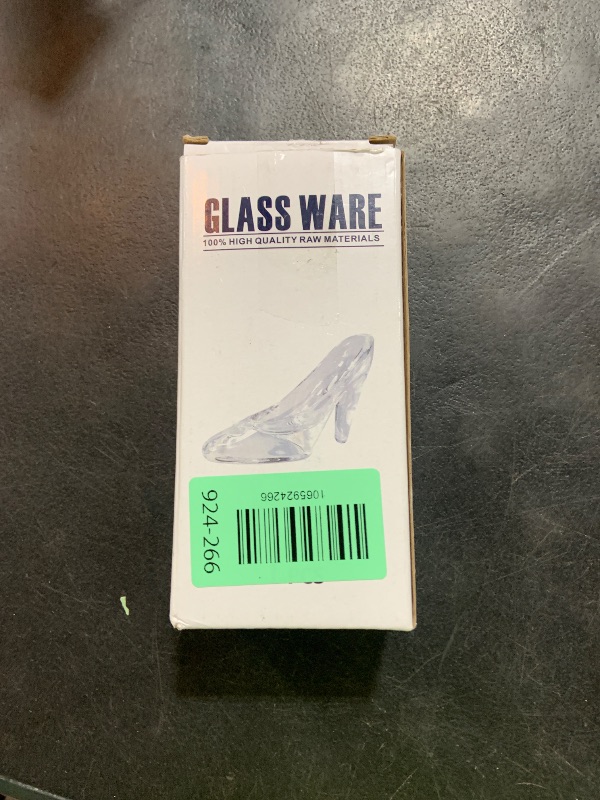 GLASS WARE
100% HIGH QUALITY RAW MATERIALS
1065924266
924-266